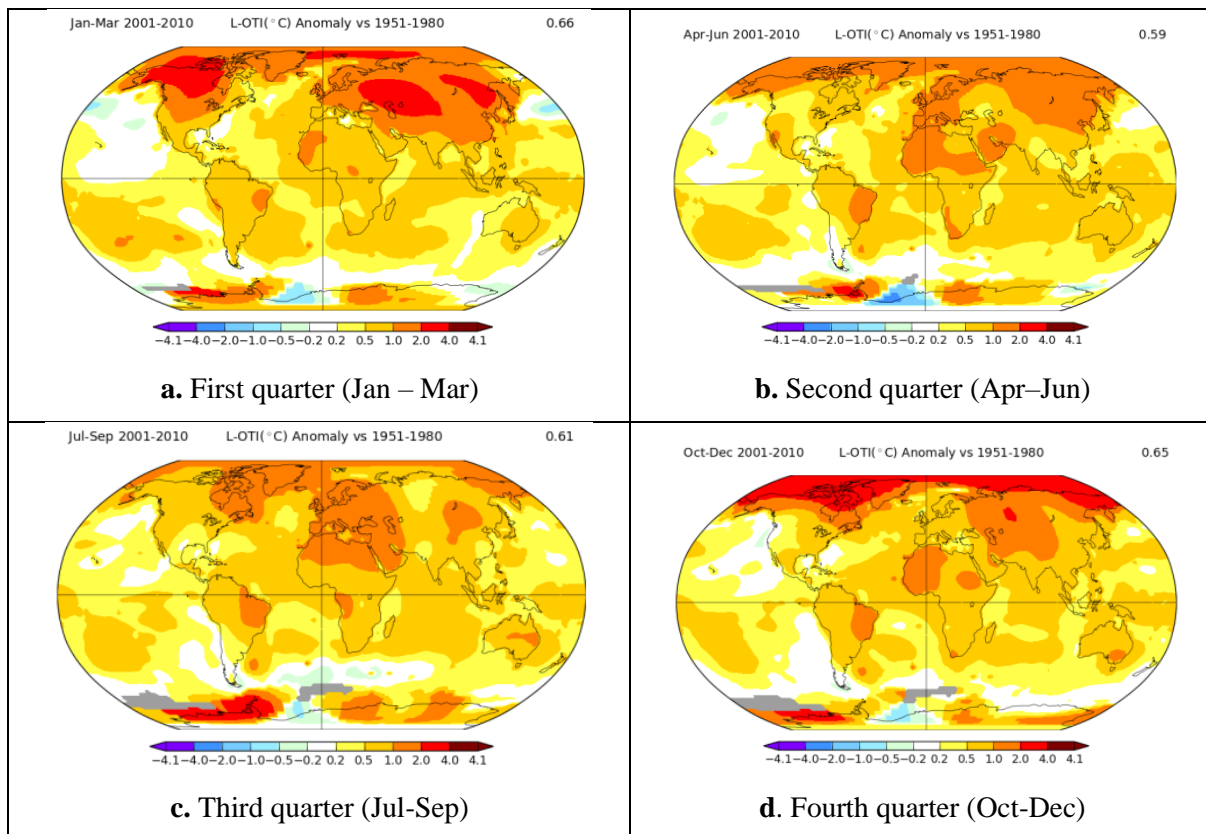 Jan-Mar 2001-2010 L-OTI(°C) Anomaly vs 1951-1980 0.66
−4.1 −4.0 −2.0 −1.0 −0.5 −0.2 0.2 0.5 1.0 2.0 4.0 4.1
a. First quarter (Jan – Mar)
Apr-Jun 2001-2010 L-OTI(°C) Anomaly vs 1951-1980 0.59
−4.1 −4.0 −2.0 −1.0 −0.5 −0.2 0.2 0.5 1.0 2.0 4.0 4.1
b. Second quarter (Apr–Jun)
Jul-Sep 2001-2010 L-OTI(°C) Anomaly vs 1951-1980 0.61
−4.1 −4.0 −2.0 −1.0 −0.5 −0.2 0.2 0.5 1.0 2.0 4.0 4.1
c. Third quarter (Jul-Sep)
Oct-Dec 2001-2010 L-OTI(°C) Anomaly vs 1951-1980 0.65
−4.1 −4.0 −2.0 −1.0 −0.5 −0.2 0.2 0.5 1.0 2.0 4.0 4.1
d. Fourth quarter (Oct-Dec)